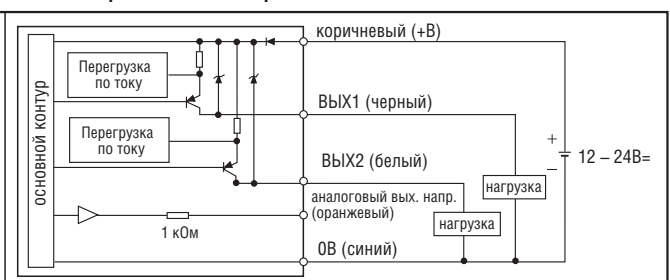 коричневый (+В)
Перегрузка
по току
ВЫХ1 (черный)
основной контур
Перегрузка
по току
+
12 – 24В=
–
ВЫХ2 (белый)
нагрузка
аналоговый вых. напр.
(оранжевый)
нагрузка
1 кОм
0В (синий)